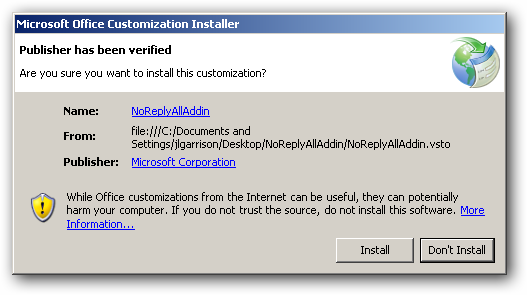 Microsoft Office Customization Installer
Publisher has been verified
Are you sure you want to install this customization?
Name: NoReplyAllAddin
From: file:///C:/Documents and
Settings/jlgarrison/Desktop/NoReplyAllAddin/NoReplyAllAddin.vsto
Publisher: Microsoft Corporation
While Office customizations from the Internet can be useful, they can potentially
harm your computer. If you do not trust the source, do not install this software. More
Information...
Install Don't Install